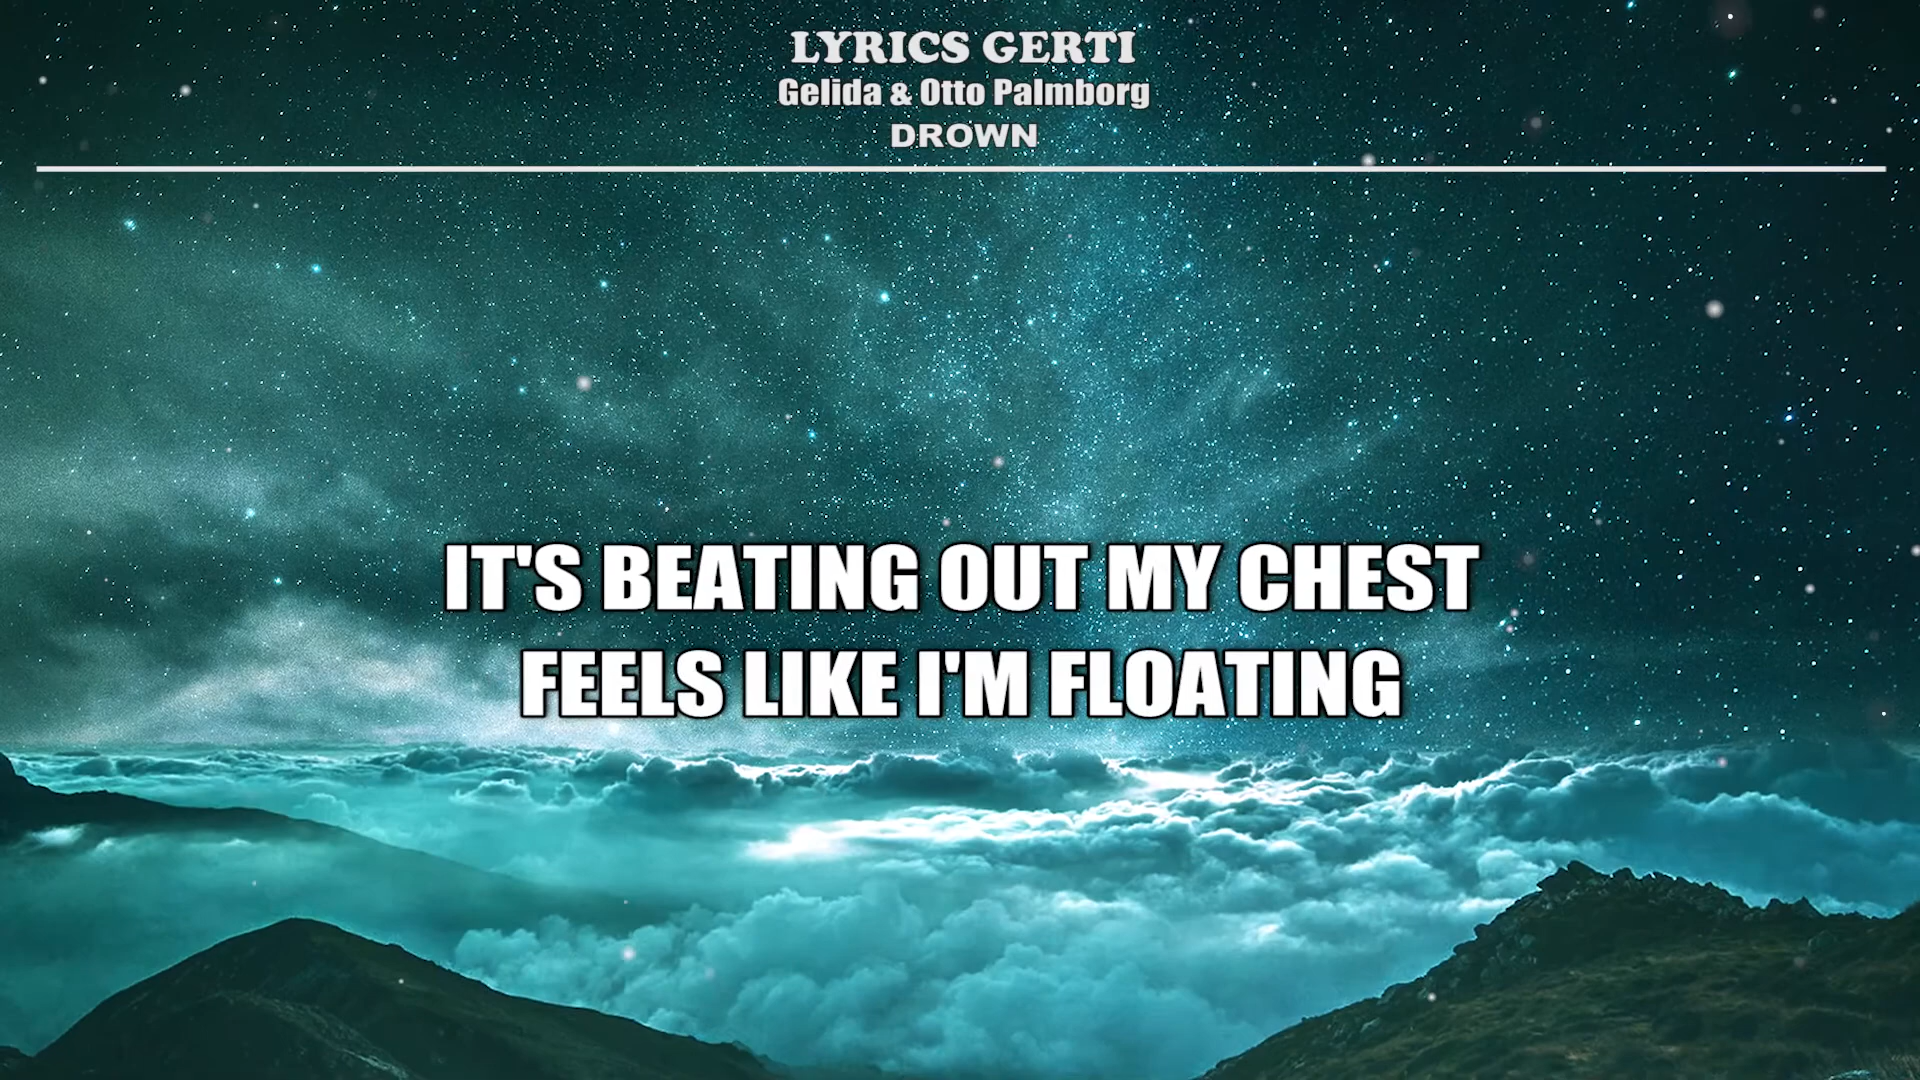 LYRICS GERTI
Gelida & Otto Palmborg
DROWN
IT'S BEATING OUT MY CHEST
FEELS LIKE I'M FLOATING